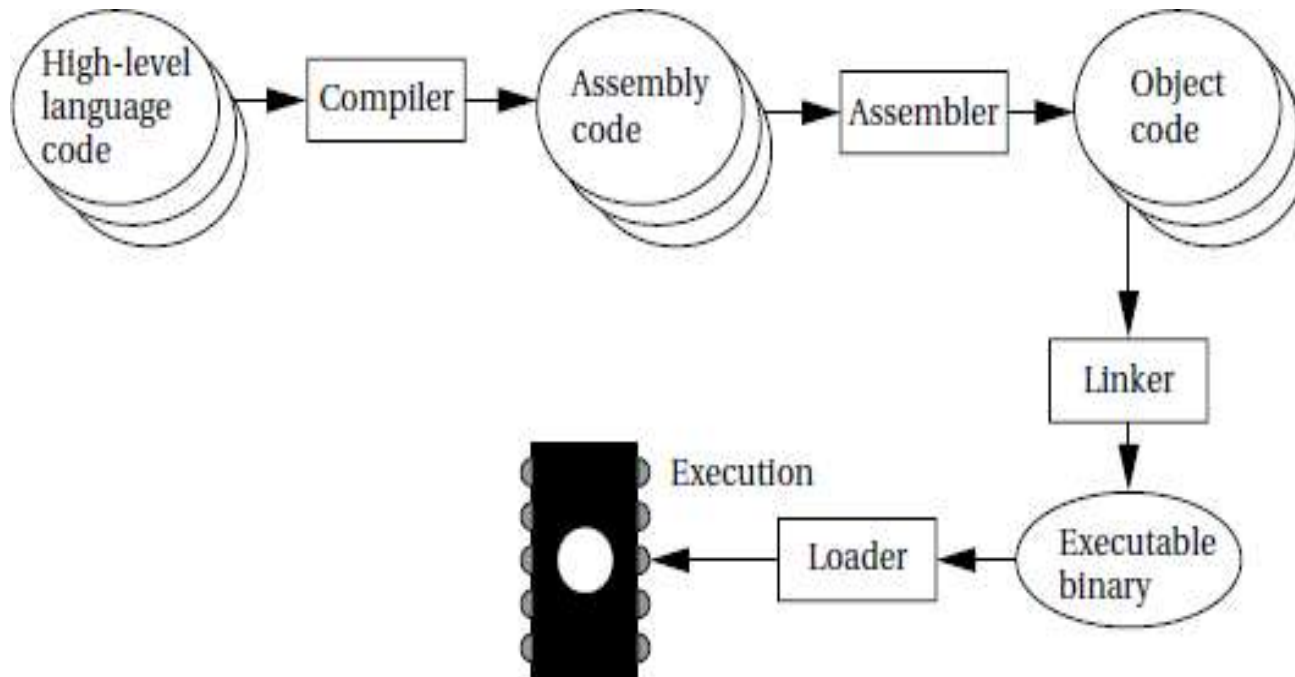 High-level
language
code
Compiler
Assembly
code
Assembler
Object
code
Linker
Execution
Loader
Executable
binary